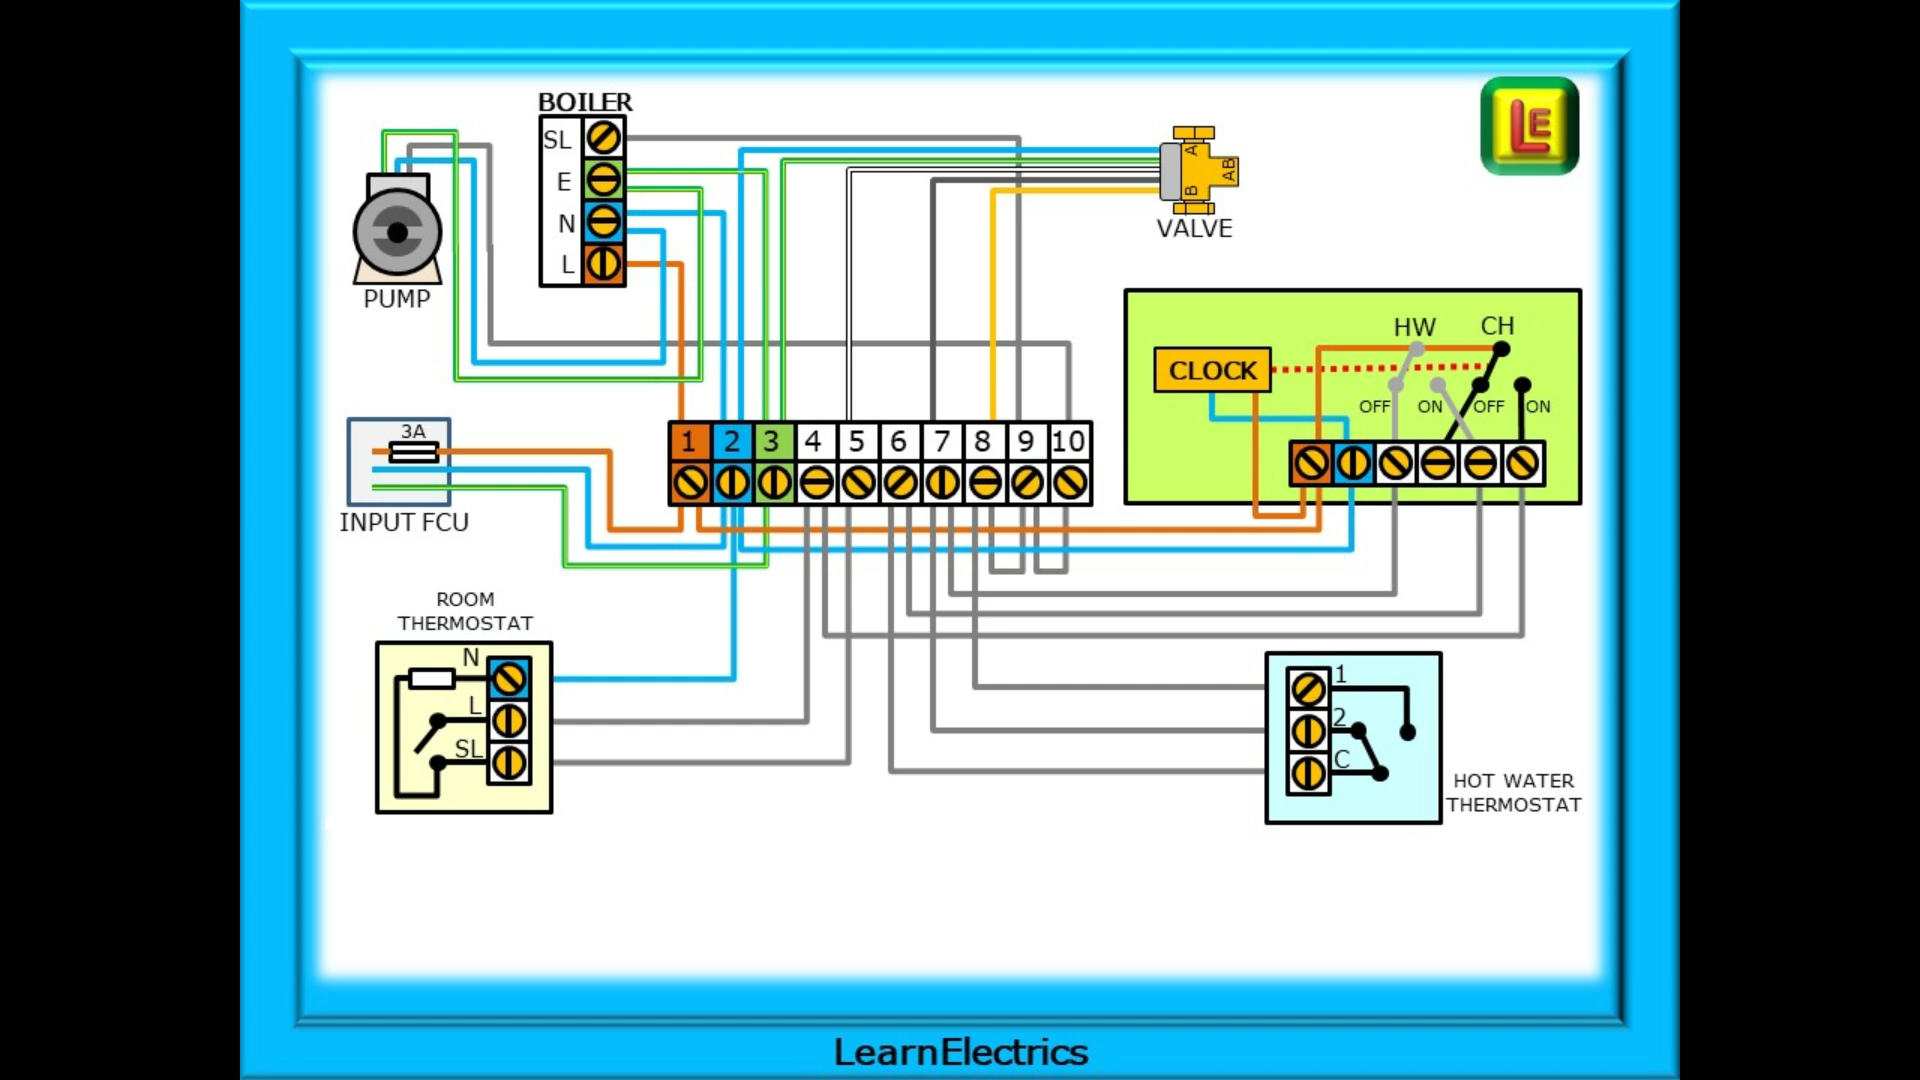 BOILER
SL
E
N
L
PUMP
VALVE
A
AB
B
LE
HW CH
CLOCK
OFF ON OFF ON
3A
INPUT FCU
1 2 3 4 5 6 7 8 9 10
ROOM
THERMOSTAT
N
L
SL
1
2
C
HOT WATER
THERMOSTAT
LearnElectrics